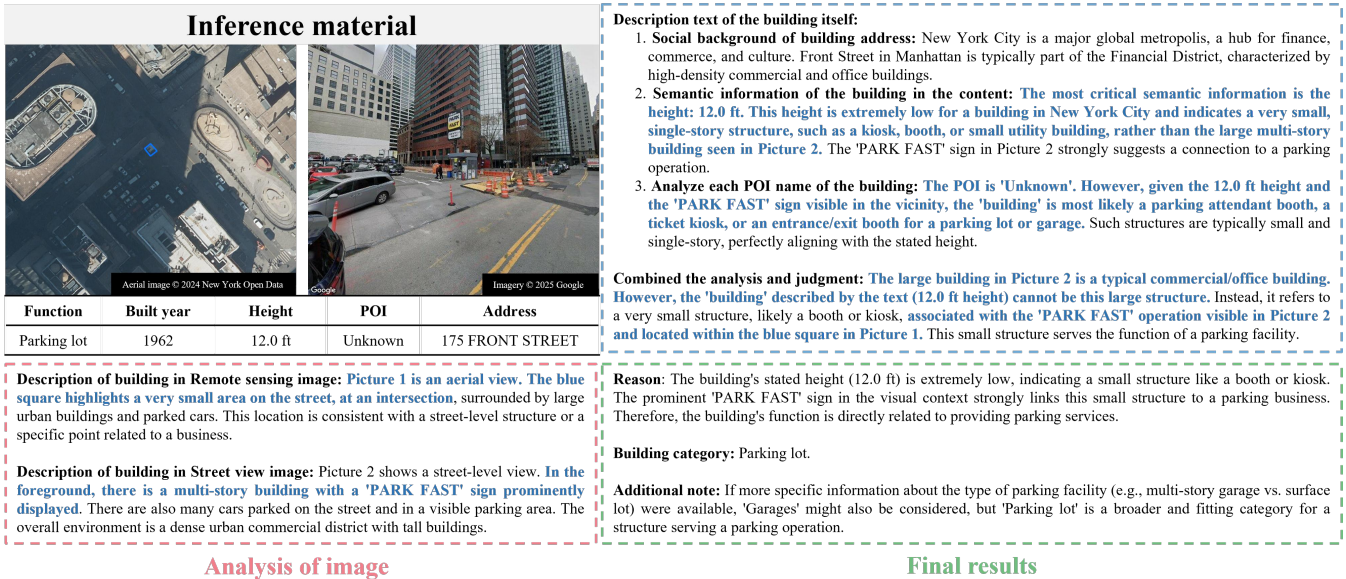 Inference material
PARK
FAST
Google
Aerial image © 2024 New York Open Data
Imagery © 2025 Google
Function Built year Height POI Address
Parking lot 1962 12.0 ft Unknown 175 FRONT STREET
Description of building in Remote sensing image: Picture 1 is an aerial view. The blue
square highlights a very small area on the street, at an intersection, surrounded by large
urban buildings and parked cars. This location is consistent with a street-level structure or a
specific point related to a business.
Description of building in Street view image: Picture 2 shows a street-level view. In the
foreground, there is a multi-story building with a 'PARK FAST' sign prominently
displayed. There are also many cars parked on the street and in a visible parking area. The
overall environment is a dense urban commercial district with tall buildings.
Analysis of image
Description text of the building itself:
1. Social background of building address: New York City is a major global metropolis, a hub for finance,
commerce, and culture. Front Street in Manhattan is typically part of the Financial District, characterized by
high-density commercial and office buildings.
2. Semantic information of the building in the content: The most critical semantic information is the
height: 12.0 ft. This height is extremely low for a building in New York City and indicates a very small,
single-story structure, such as a kiosk, booth, or small utility building, rather than the large multi-story
building seen in Picture 2. The 'PARK FAST' sign in Picture 2 strongly suggests a connection to a parking
operation.
3. Analyze each POI name of the building: The POI is 'Unknown'. However, given the 12.0 ft height and
the 'PARK FAST' sign visible in the vicinity, the 'building' is most likely a parking attendant booth, a
ticket kiosk, or an entrance/exit booth for a parking lot or garage. Such structures are typically small and
single-story, perfectly aligning with the stated height.
Combined the analysis and judgment: The large building in Picture 2 is a typical commercial/office building.
However, the 'building' described by the text (12.0 ft height) cannot be this large structure. Instead, it refers to
a very small structure, likely a booth or kiosk, associated with the 'PARK FAST' operation visible in Picture 2
and located within the blue square in Picture 1. This small structure serves the function of a parking facility.
Reason: The building's stated height (12.0 ft) is extremely low, indicating a small structure like a booth or kiosk.
The prominent 'PARK FAST' sign in the visual context strongly links this small structure to a parking business.
Therefore, the building's function is directly related to providing parking services.
Building category: Parking lot.
Additional note: If more specific information about the type of parking facility (e.g., multi-story garage vs. surface
lot) were available, 'Garages' might also be considered, but 'Parking lot' is a broader and fitting category for a
structure serving a parking operation.
Final results